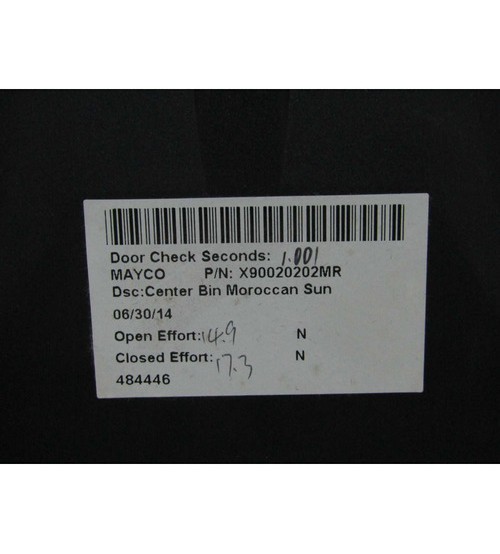 Door Check Seconds: 1.001
MAYCO P/N: X90020202MR
Dsc:Center Bin Moroccan Sun
06/30/14
Open Effort:14.9 N
Closed Effort:17.3 N
484446